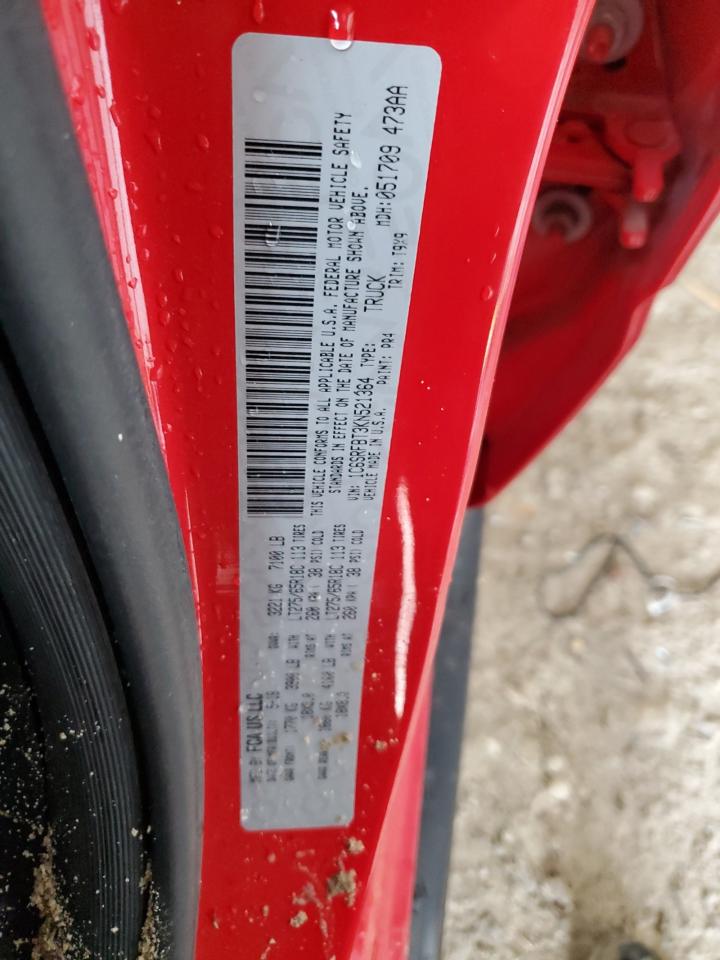 MFD BY FCA US LLC
DATE OF MFR 5-19 GVWR: 3221 KG 7100 LB
GAWR FRONT: 1770 KG 3900 LB WITH LT275/65R18C 113 TIRES
18X8.0 RIMS AT 260 KPA ( 38 PSI) COLD
GAWR REAR: KG 4100 LB WITH LT275/65R18C 113 TIRES
18X8.0 RIMS AT 260 KPA ( 38 PSI) COLD
THIS VEHICLE CONFORMS TO ALL APPLICABLE U.S.A. FEDERAL MOTOR VEHICLE SAFETY
STANDARDS IN EFFECT ON THE DATE OF MANUFACTURE SHOWN ABOVE.
VIN: 1C6SRFBT3KN521364 TYPE: TRUCK MDH:051709 473AA
VEHICLE MADE IN U.S.A. PAINT: PR4 TRIM: T9X9